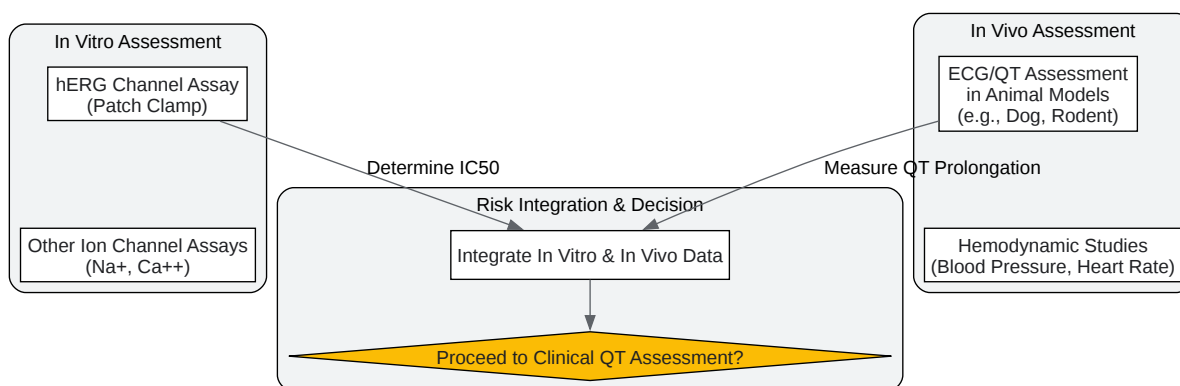 In Vitro Assessment
hERG Channel Assay
(Patch Clamp)
Other Ion Channel Assays
(Na+, Ca++)
In Vivo Assessment
ECG/QT Assessment
in Animal Models
(e.g., Dog, Rodent)
Hemodynamic Studies
(Blood Pressure, Heart Rate)
Determine IC50
Measure QT Prolongation
Risk Integration & Decision
Integrate In Vitro & In Vivo Data
Proceed to Clinical QT Assessment?